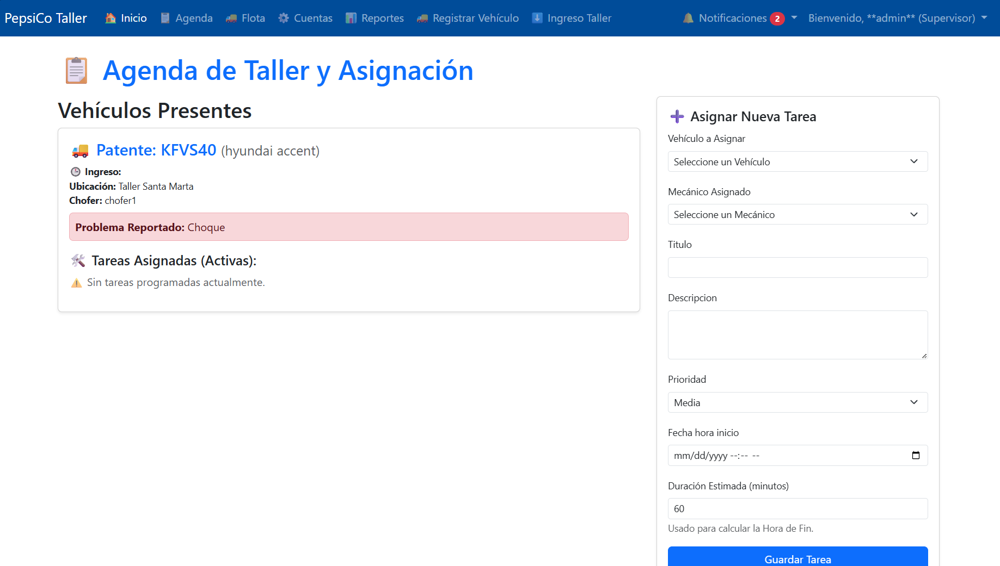 PepsiCo Taller Inicio Agenda Flota Cuentas Reportes Registrar Vehículo Ingreso Taller Notificaciones 2 Bienvenido, **admin** (Supervisor)
Agenda de Taller y Asignación
Vehículos Presentes
Patente: KFVS40 (hyundai accent)
Ingreso:
Ubicación: Taller Santa Marta
Chofer: chofer1
Problema Reportado: Choque
Tareas Asignadas (Activas):
Sin tareas programadas actualmente.
Asignar Nueva Tarea
Vehículo a Asignar
Seleccione un Vehículo
Mecánico Asignado
Seleccione un Mecánico
Titulo
Descripcion
Prioridad
Media
Fecha hora inicio
mm/dd/yyyy --:-- --
Duración Estimada (minutos)
60
Usado para calcular la Hora de Fin.
Guardar Tarea